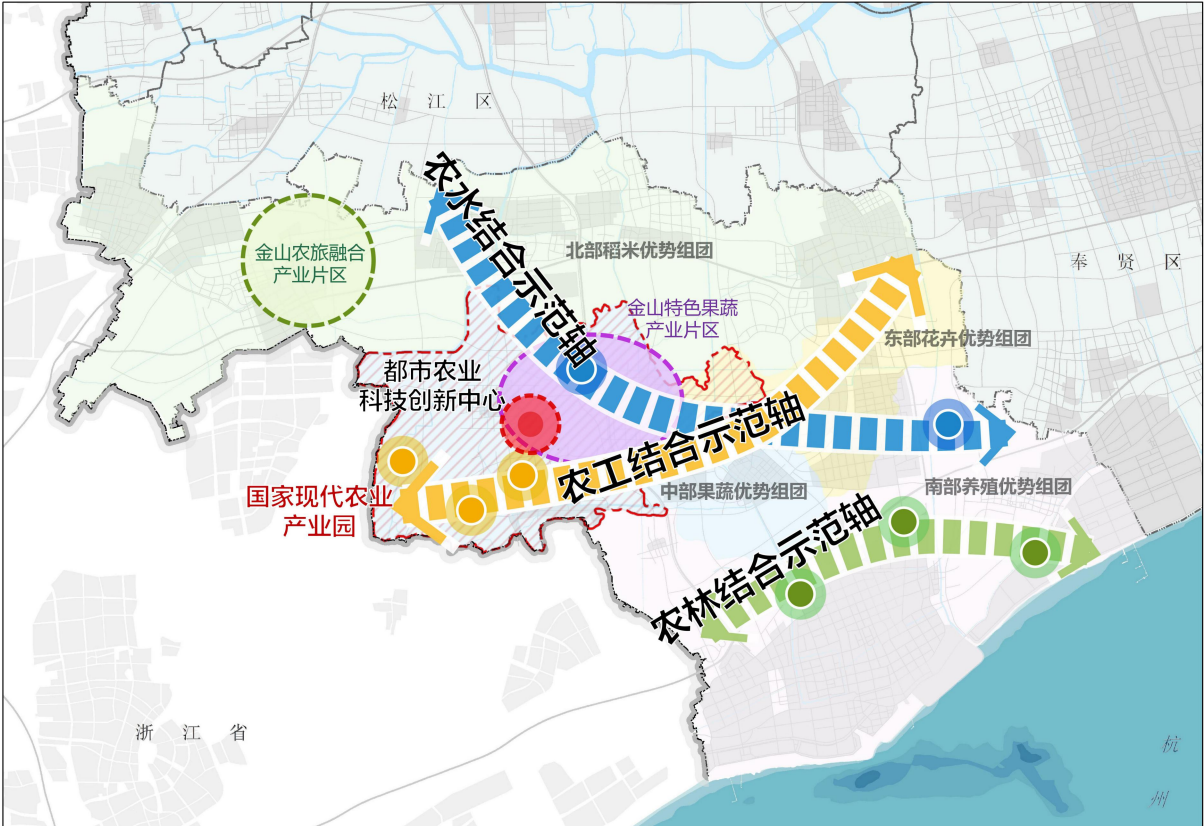 松江区
农水结合示范轴
金山农旅融合
产业片区
北部稻米优势组团
奉贤区
金山特色果蔬
产业片区
东部花卉优势组团
都市农业
科技创新中心
农工结合示范轴
国家现代农业
产业园
中部果蔬优势组团
南部养殖优势组团
农林结合示范轴
浙江省
杭
州